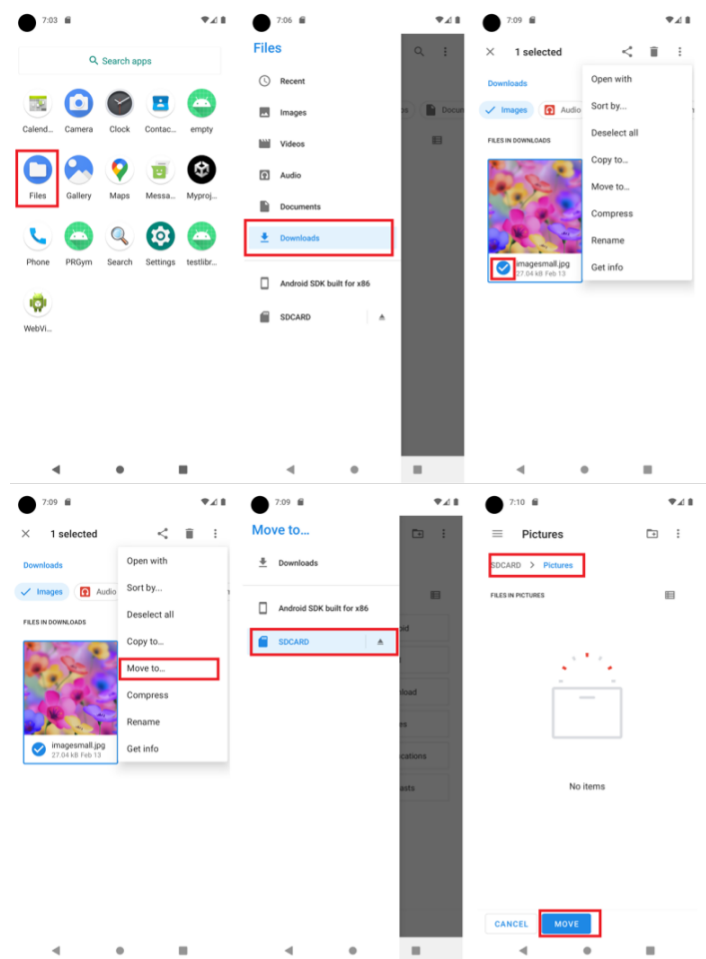 7:03
Search apps
Calend...
Camera
Clock
Contac...
empty
Files
Gallery
Maps
Messa...
Myproj...
Phone
PRGym
Search
Settings
testlibr...
WebVi...
7:06
Files
Recent
Images
Videos
Audio
Documents
Downloads
Android SDK built for x86
SDCARD
Docum
7:09
1 selected
Downloads
Images
Audio
FILES IN DOWNLOADS
imagesmall.jpg
27.04 kB Feb 13
Open with
Sort by...
Deselect all
Copy to...
Move to...
Compress
Rename
Get info
7:09
1 selected
Downloads
Images
Audio
FILES IN DOWNLOADS
imagesmall.jpg
27.04 kB Feb 13
Open with
Sort by...
Deselect all
Copy to...
Move to...
Compress
Rename
Get info
7:09
Move to...
Downloads
Android SDK built for x86
SDCARD
oid
load
es
cations
asts
7:10
Pictures
SDCARD > Pictures
FILES IN PICTURES
No items
CANCEL
MOVE